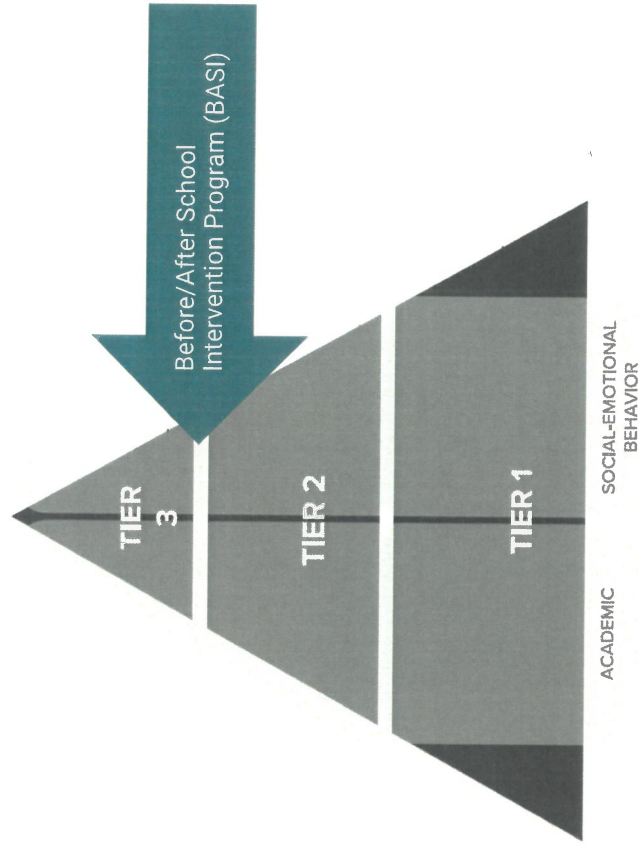 Before/After School
Intervention Program (BASI)
TIER
3
TIER 2
TIER 1
ACADEMIC
SOCIAL-EMOTIONAL
BEHAVIOR